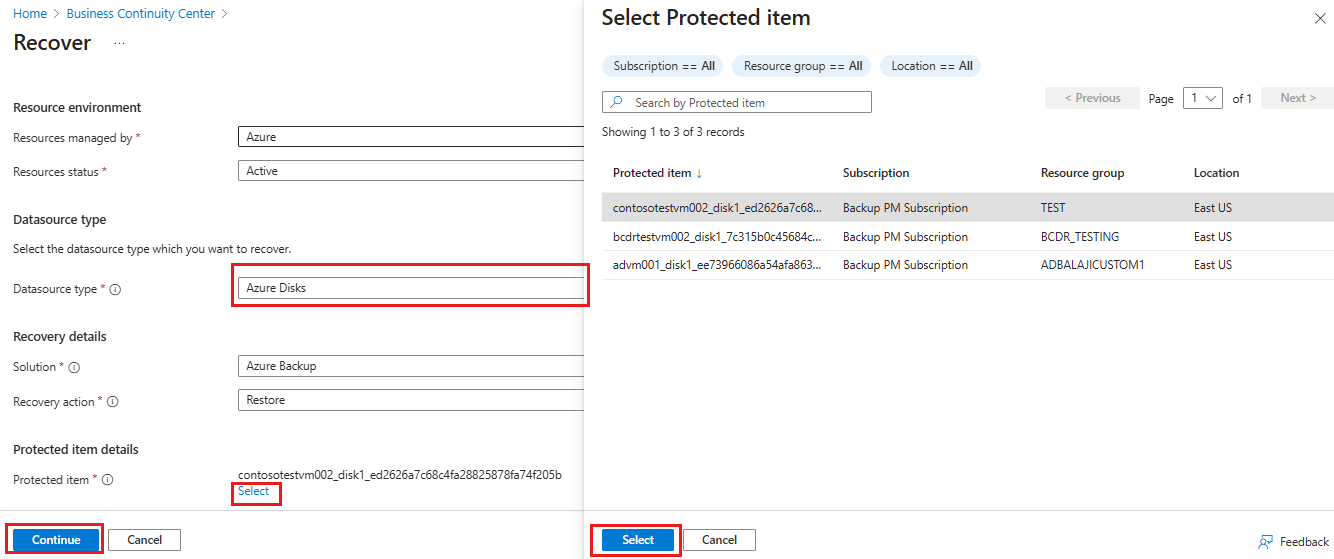 Home > Business Continuity Center >
Recover ...
Resource environment
Resources managed by * Azure
Resources status * Active
Datasource type
Select the datasource type which you want to recover.
Datasource type * Azure Disks
Recovery details
Solution * Azure Backup
Recovery action * Restore
Protected item details
Protected item * contosotestvm002_disk1_ed2626a7c68c4fa28825878fa74f205b
Select
Continue Cancel
Select Protected item
Subscription == All Resource group == All Location == All
Search by Protected item
< Previous Page 1 of 1 Next >
Showing 1 to 3 of 3 records
Protected item ↓ Subscription Resource group Location
contosotestvm002_disk1_ed2626a7c68... Backup PM Subscription TEST East US
bcdrtestvm002_disk1_7c315b0c45684c... Backup PM Subscription BCDR_TESTING East US
advm001_disk1_ee73966086a54afa863... Backup PM Subscription ADBALAJICUSTOM1 East US
Select Cancel
Feedback